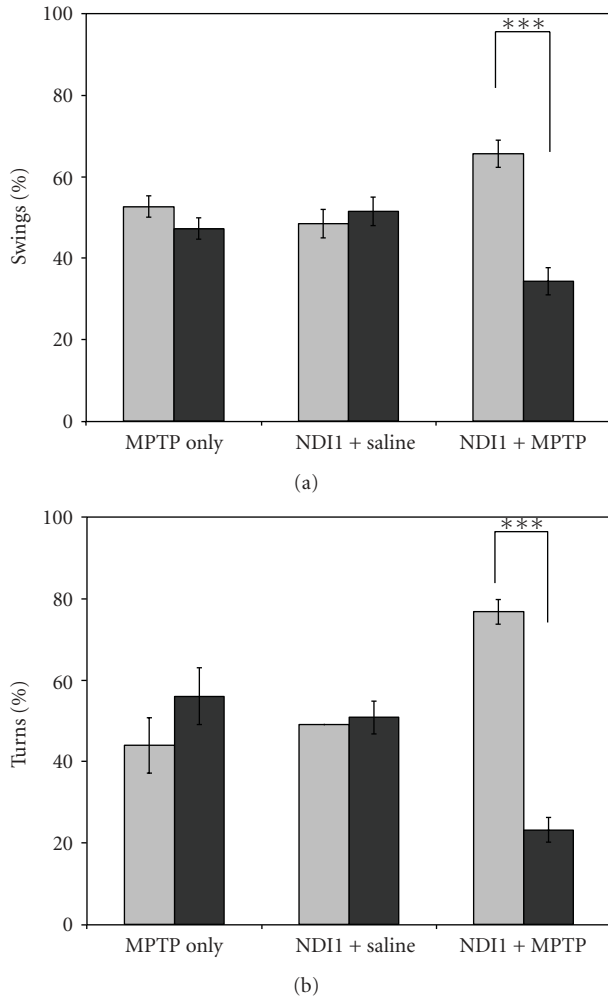 100
***
80
60
40
20
0
Swings (%)
MPTP only NDI1 + saline NDI1 + MPTP
(a)
100
***
80
60
40
20
0
Turns (%)
MPTP only NDI1 + saline NDI1 + MPTP
(b)